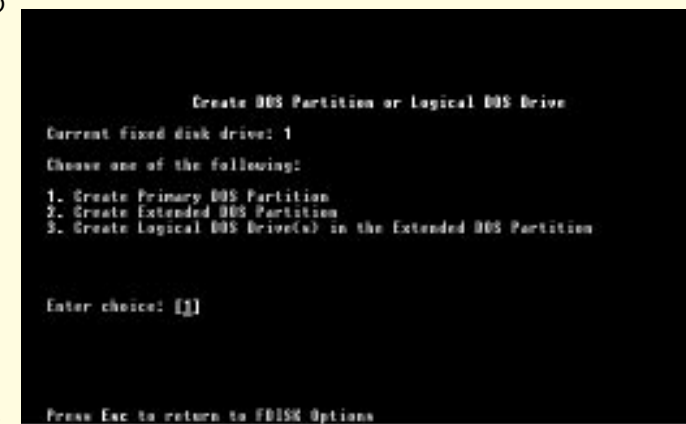 Create DOS Partition or Logical DOS Drive
Current fixed disk drive: 1
Choose one of the following:
1. Create Primary DOS Partition
2. Create Extended DOS Partition
3. Create Logical DOS Drive(s) in the Extended DOS Partition
Enter choice: [1]
Press Esc to return to FDISK Options